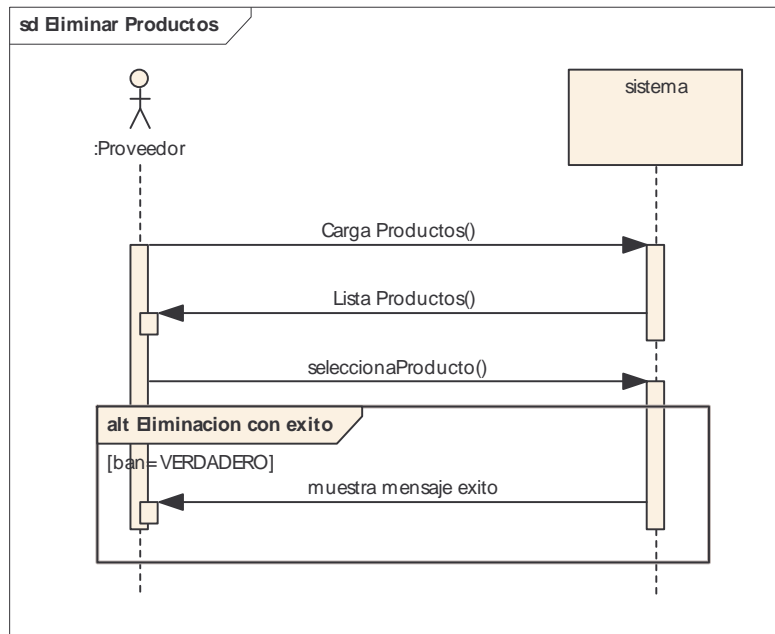 sd Eliminar Productos
sistema
:Proveedor
Carga Productos()
Lista Productos()
seleccionaProducto()
alt Eliminacion con exito
[ban=VERDADERO]
muestra mensaje exito